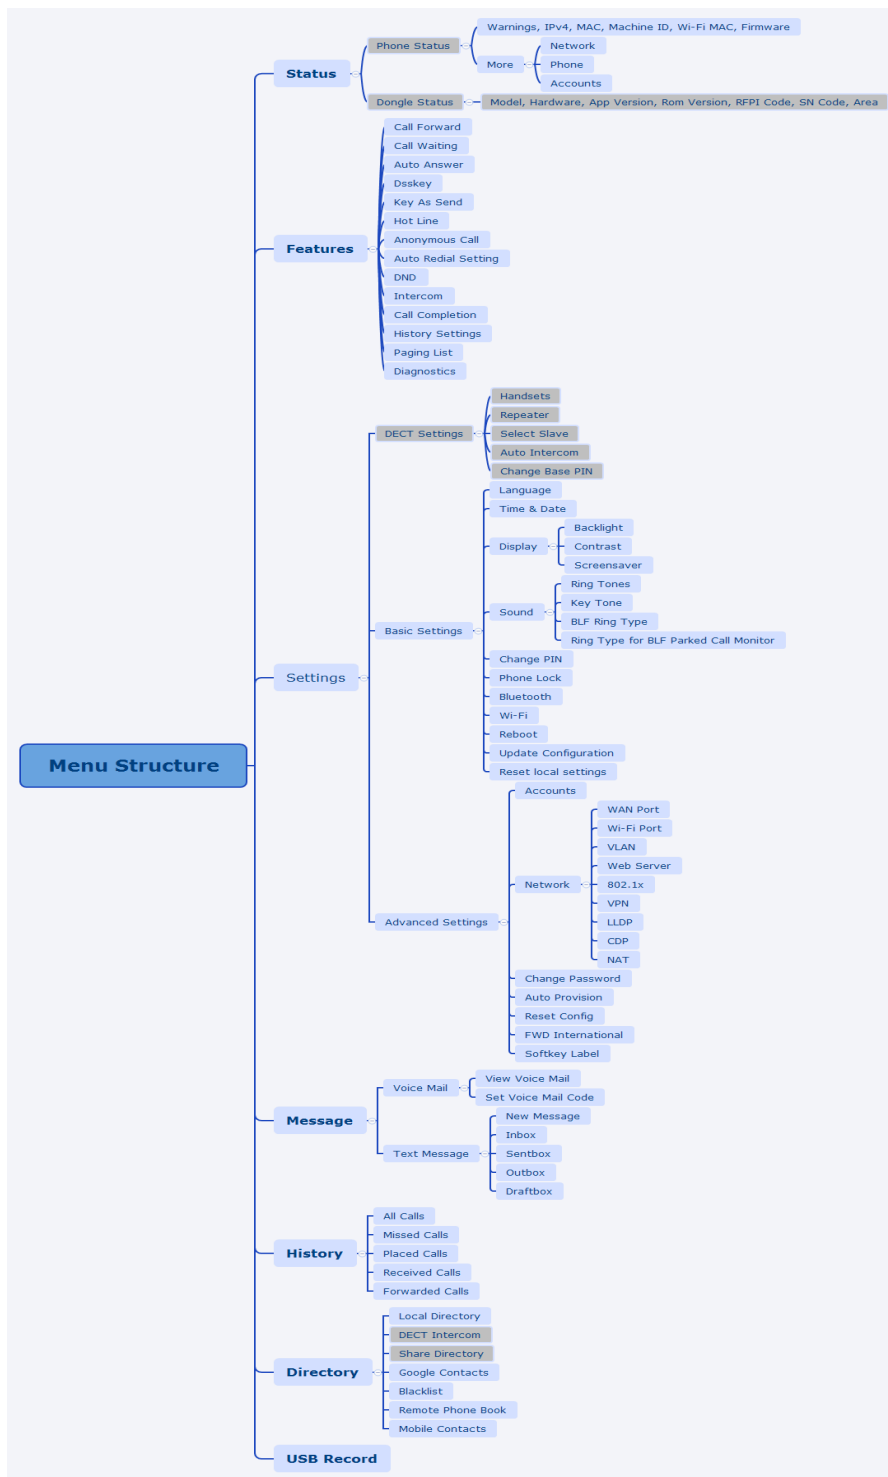 Menu Structure
Status
Phone Status
Warnings, IPv4, MAC, Machine ID, Wi-Fi MAC, Firmware
More
Network
Phone
Accounts
Dongle Status
Model, Hardware, App Version, Rom Version, RFPI Code, SN Code, Area
Features
Call Forward
Call Waiting
Auto Answer
Dsskey
Key As Send
Hot Line
Anonymous Call
Auto Redial Setting
DND
Intercom
Call Completion
History Settings
Paging List
Diagnostics
Settings
DECT Settings
Handsets
Repeater
Select Slave
Auto Intercom
Change Base PIN
Basic Settings
Language
Time & Date
Display
Backlight
Contrast
Screensaver
Sound
Ring Tones
Key Tone
BLF Ring Type
Ring Type for BLF Parked Call Monitor
Change PIN
Phone Lock
Bluetooth
Wi-Fi
Reboot
Update Configuration
Reset local settings
Advanced Settings
Accounts
Network
WAN Port
Wi-Fi Port
VLAN
Web Server
802.1x
VPN
LLDP
CDP
NAT
Change Password
Auto Provision
Reset Config
FWD International
Softkey Label
Message
Voice Mail
View Voice Mail
Set Voice Mail Code
Text Message
New Message
Inbox
Sentbox
Outbox
Draftbox
History
All Calls
Missed Calls
Placed Calls
Received Calls
Forwarded Calls
Directory
Local Directory
DECT Intercom
Share Directory
Google Contacts
Blacklist
Remote Phone Book
Mobile Contacts
USB Record